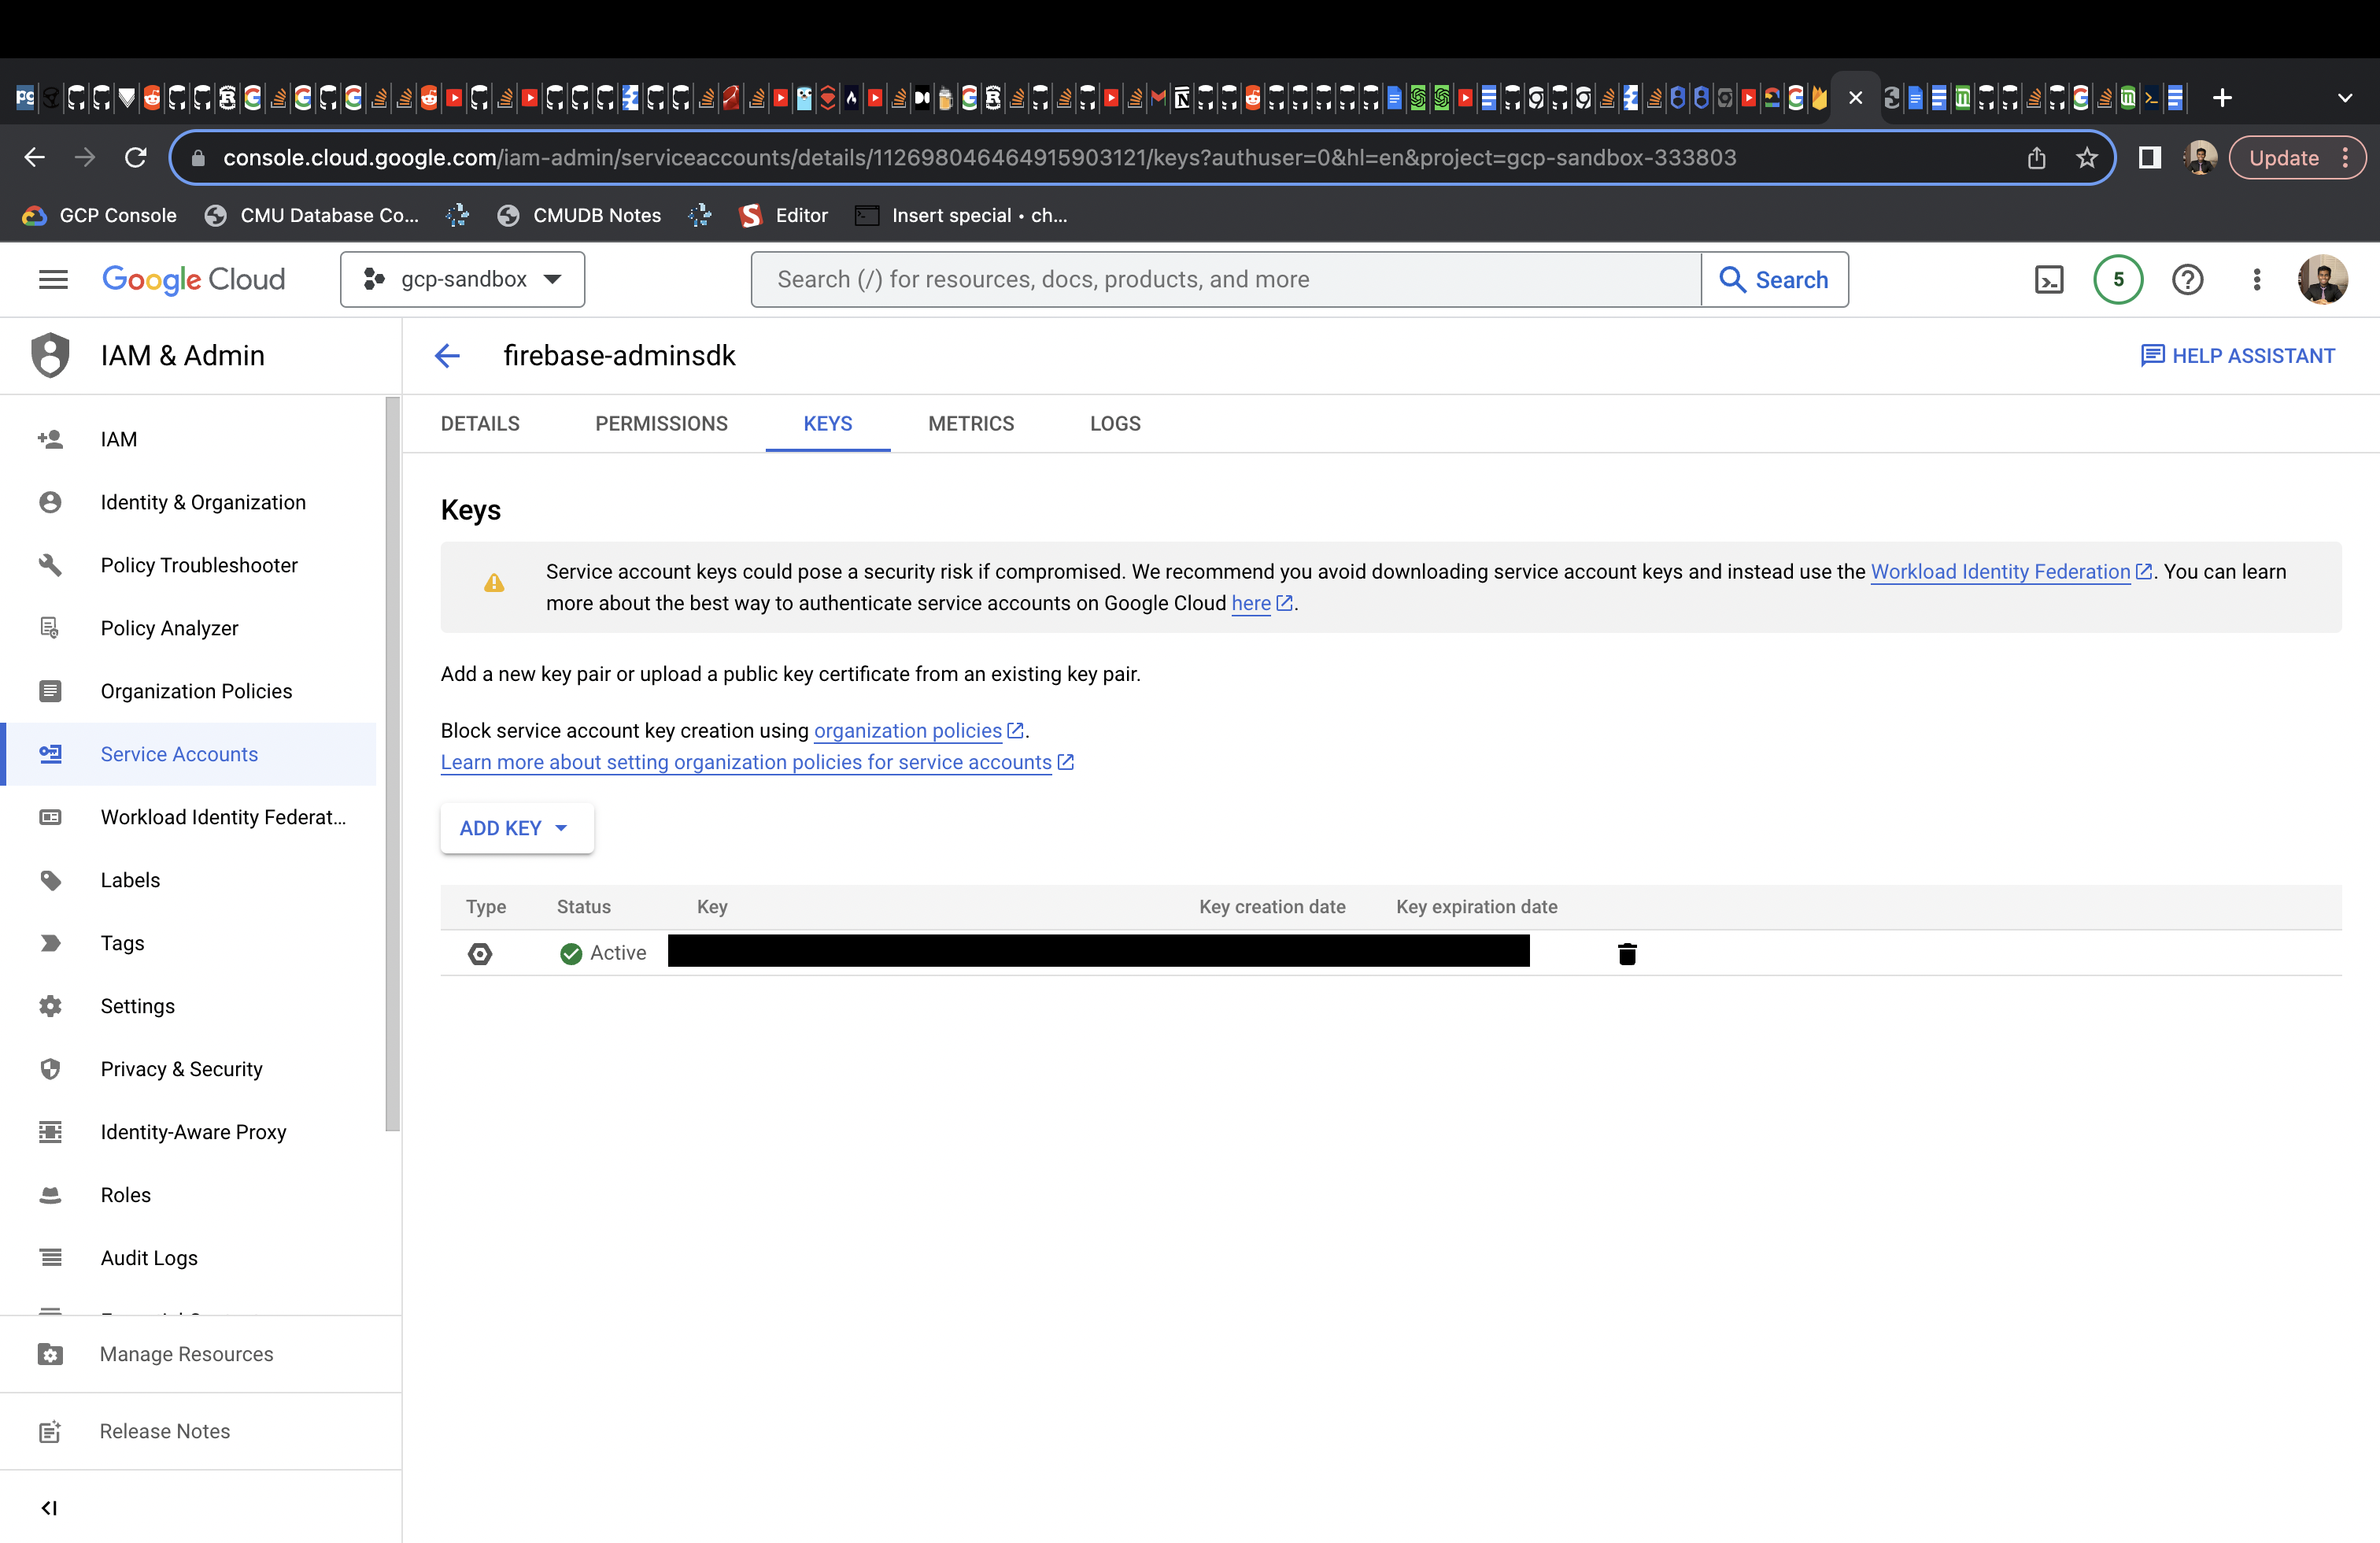 console.cloud.google.com/iam-admin/serviceaccounts/details/112698046464915903121/keys?authuser=0&hl=en&project=gcp-sandbox-333803
Update
GCP Console
CMU Database Co...
CMUDB Notes
Editor
Insert special • ch...
Google Cloud
gcp-sandbox
Search (/) for resources, docs, products, and more
Search
5
IAM & Admin
firebase-adminsdk
HELP ASSISTANT
DETAILS
PERMISSIONS
KEYS
METRICS
LOGS
IAM
Identity & Organization
Policy Troubleshooter
Policy Analyzer
Organization Policies
Service Accounts
Workload Identity Federat...
Labels
Tags
Settings
Privacy & Security
Identity-Aware Proxy
Roles
Audit Logs
Manage Resources
Release Notes
Keys
Service account keys could pose a security risk if compromised. We recommend you avoid downloading service account keys and instead use the Workload Identity Federation. You can learn
more about the best way to authenticate service accounts on Google Cloud here.
Add a new key pair or upload a public key certificate from an existing key pair.
Block service account key creation using organization policies.
Learn more about setting organization policies for service accounts
ADD KEY
Type Status Key Key creation date Key expiration date
Active